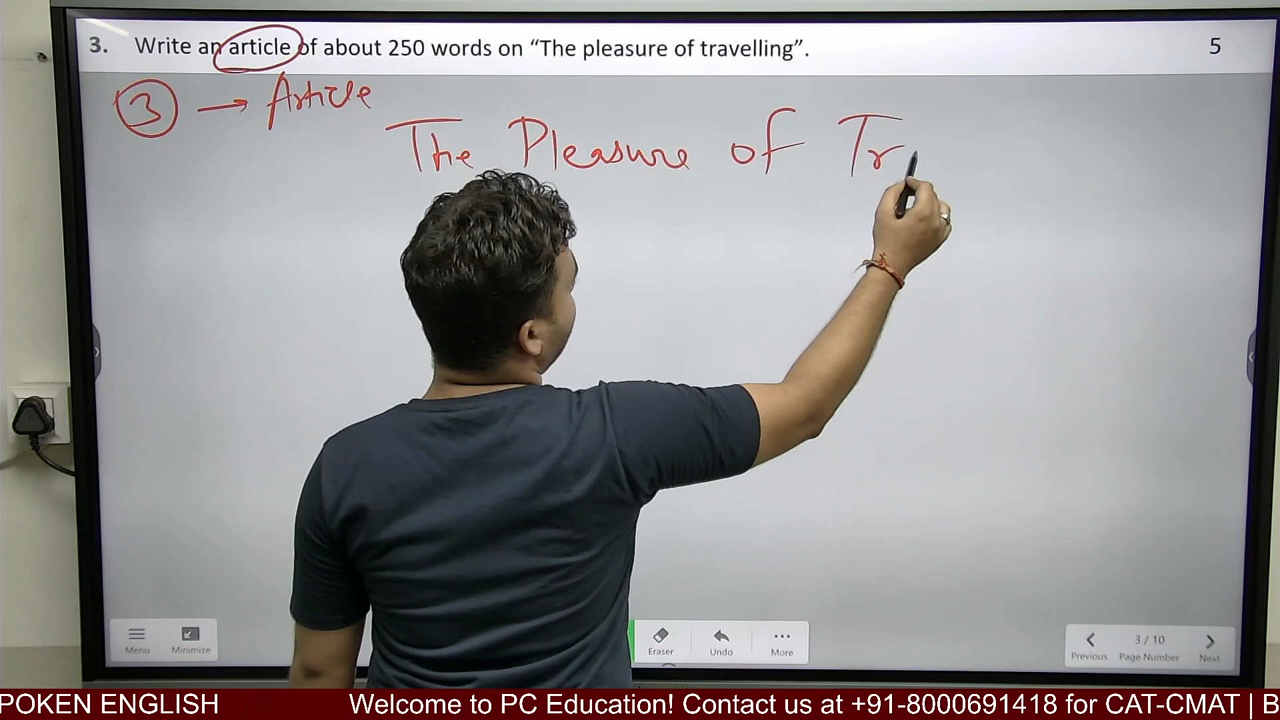 3. Write an article of about 250 words on “The pleasure of travelling”. 5
3 → Article
The Pleasure of Tr
Menu Minimize Eraser Undo More Previous 3 / 10 Page Number Next
POKEN ENGLISH Welcome to PC Education! Contact us at +91-8000691418 for CAT-CMAT | B